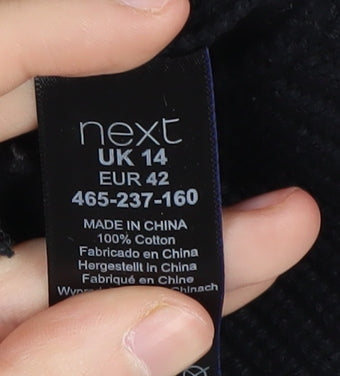 next
UK 14
EUR 42
465-237-160
MADE IN CHINA
100% Cotton
Fabricado en China
Hergestellt in China
Fabriqué en Chine
Chinach